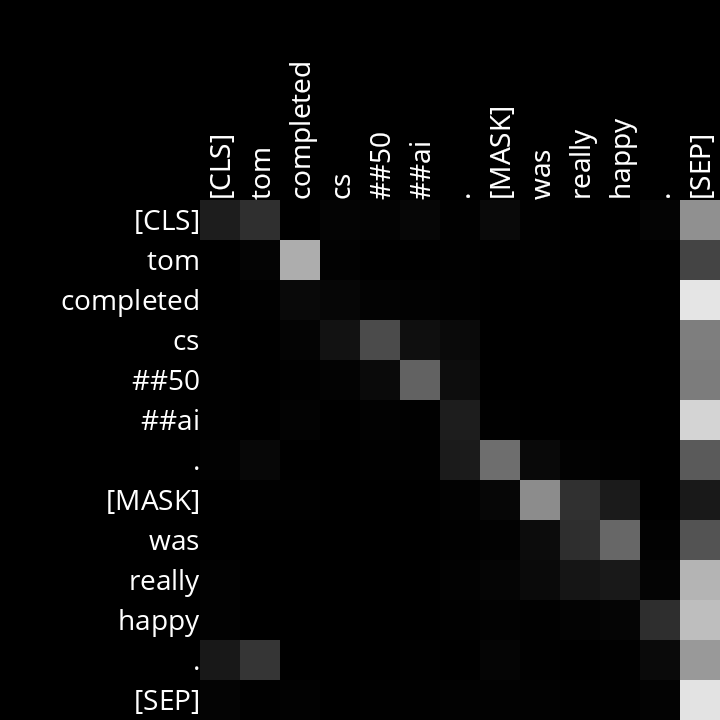 [CLS]
tom
completed
cs
##50
##ai
.
[MASK]
was
really
happy
.
[SEP]
[CLS]
tom
completed
cs
##50
##ai
.
[MASK]
was
really
happy
.
[SEP]